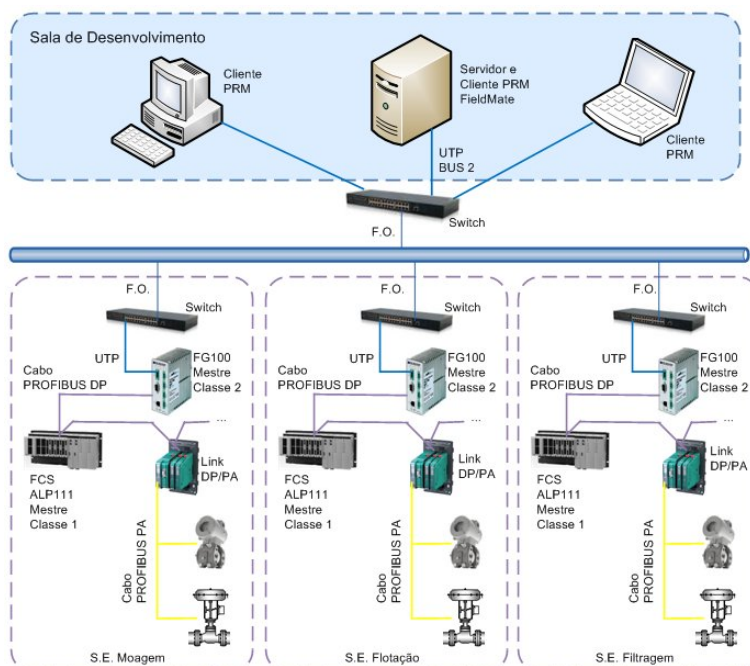 Sala de Desenvolvimento
Cliente
PRM
Servidor e
Cliente PRM
FieldMate
Cliente
PRM
UTP
BUS 2
Switch
F.O.
F.O.
Switch
UTP
FG100
Mestre
Classe 2
Cabo
PROFIBUS DP
...
FCS
ALP111
Mestre
Classe 1
Link
DP/PA
Cabo
PROFIBUS PA
S.E. Moagem
F.O.
Switch
UTP
FG100
Mestre
Classe 2
Cabo
PROFIBUS DP
...
FCS
ALP111
Mestre
Classe 1
Link
DP/PA
Cabo
PROFIBUS PA
S.E. Flotação
F.O.
Switch
UTP
FG100
Mestre
Classe 2
Cabo
PROFIBUS DP
...
FCS
ALP111
Mestre
Classe 1
Link
DP/PA
Cabo
PROFIBUS PA
S.E. Filtragem